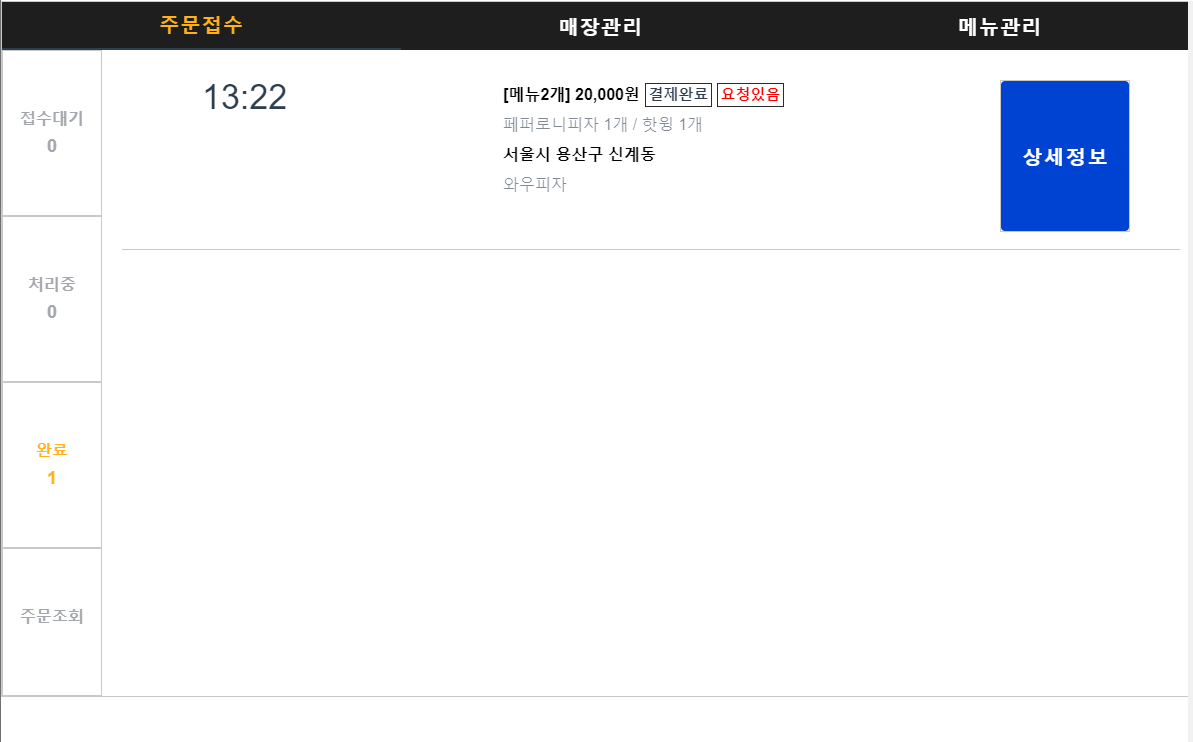 주문접수 매장관리 메뉴관리
접수대기
0
처리중
0
완료
1
주문조회
13:22
[메뉴2개] 20,000원 결제완료 요청있음
페퍼로니피자 1개 / 핫윙 1개
서울시 용산구 신계동
와우피자
상세정보